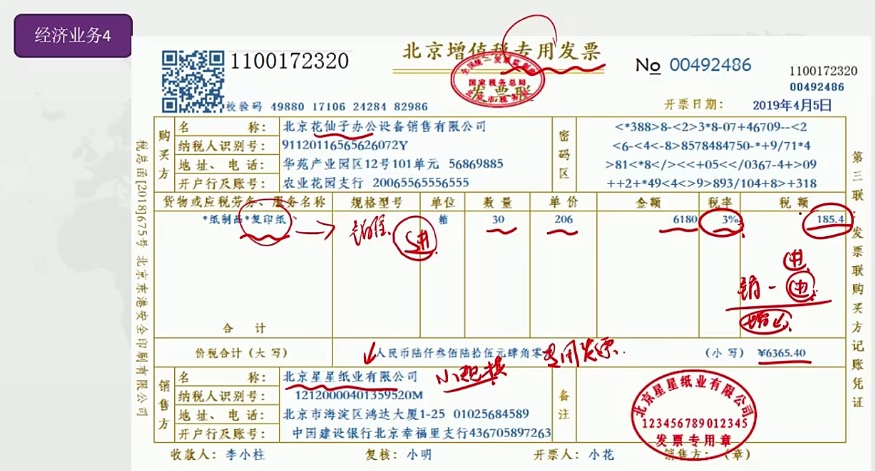 经济业务4
1100172320
北京增值税专用发票
No 00492486
1100172320
00492486
校验码 49880 17106 24284 82986
开票日期: 2019年4月5日
国家税务总局
购买方
名 称: 北京花仙子办公设备销售有限公司
纳税人识别号: 91120116565626072Y
地址、电话: 华苑产业园区12号101单元 56869885
开户行及账号: 农业花园支行 20065565556555
密码区
<*388>8-<2>3*8-07+46709--<2
<6-<4-<8>8578484750-*+9/71*4
>81<*8</><<+05<</0367-4+>09
++2+*49<4<>9>893/104+8>+318
货物或应税劳务、服务名称 规格型号 单位 数量 单价 金额 税率 税额
*纸制品*复印纸 箱 30 206 6180 3% 185.4
销-进
合计
价税合计(大写) 人民币陆仟叁佰陆拾伍元肆角零
专用发票
(小写) ¥6365.40
销售方
名 称: 北京星星纸业有限公司
小规模
纳税人识别号: 12120000401359520M
地址、电话: 北京市海淀区鸿达大厦1-25 01025684589
开户行及账号: 中国建设银行北京幸福里支行436705897263
备注
北京星星纸业有限公司
123456789012345
发票专用章
收款人: 李小柱 复核: 小明 开票人: 小花 销售方: (章)
税总函[2018]675号 北京东港安全印刷有限公司
第三联:发票联购买方记账凭证